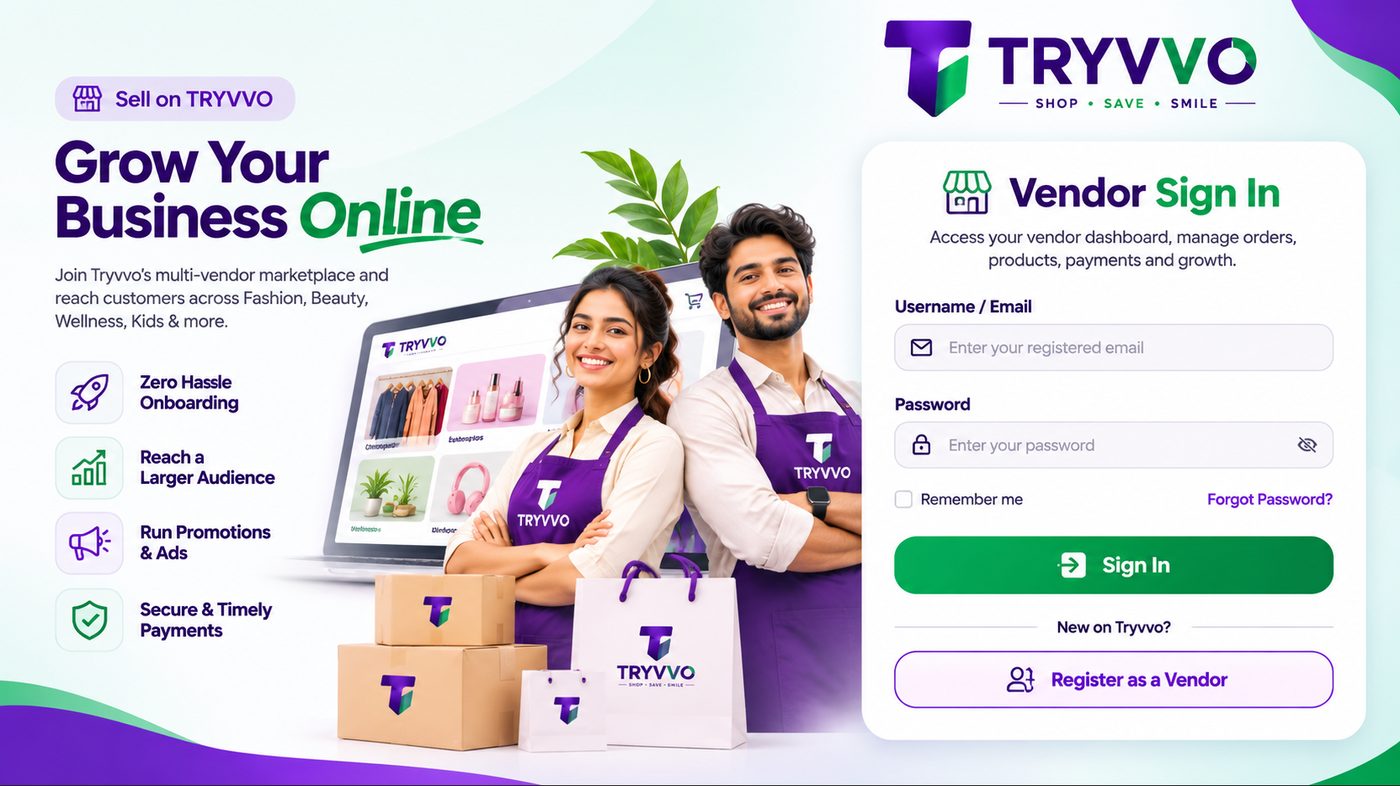 Sell on TRYVVO
Grow Your
Business Online
Join Tryvvo's multi-vendor marketplace and
reach customers across Fashion, Beauty,
Wellness, Kids & more.
Zero Hassle
Onboarding
Reach a
Larger Audience
Run Promotions
& Ads
Secure & Timely
Payments
TRYVVO
TRYVVO
TRYVVO
TRYVVO
SHOP • SAVE • SMILE
TRYVVO
SHOP • SAVE • SMILE
Vendor Sign In
Access your vendor dashboard, manage orders,
products, payments and growth.
Username / Email
Enter your registered email
Password
Enter your password
Remember me
Forgot Password?
Sign In
New on Tryvvo?
Register as a Vendor